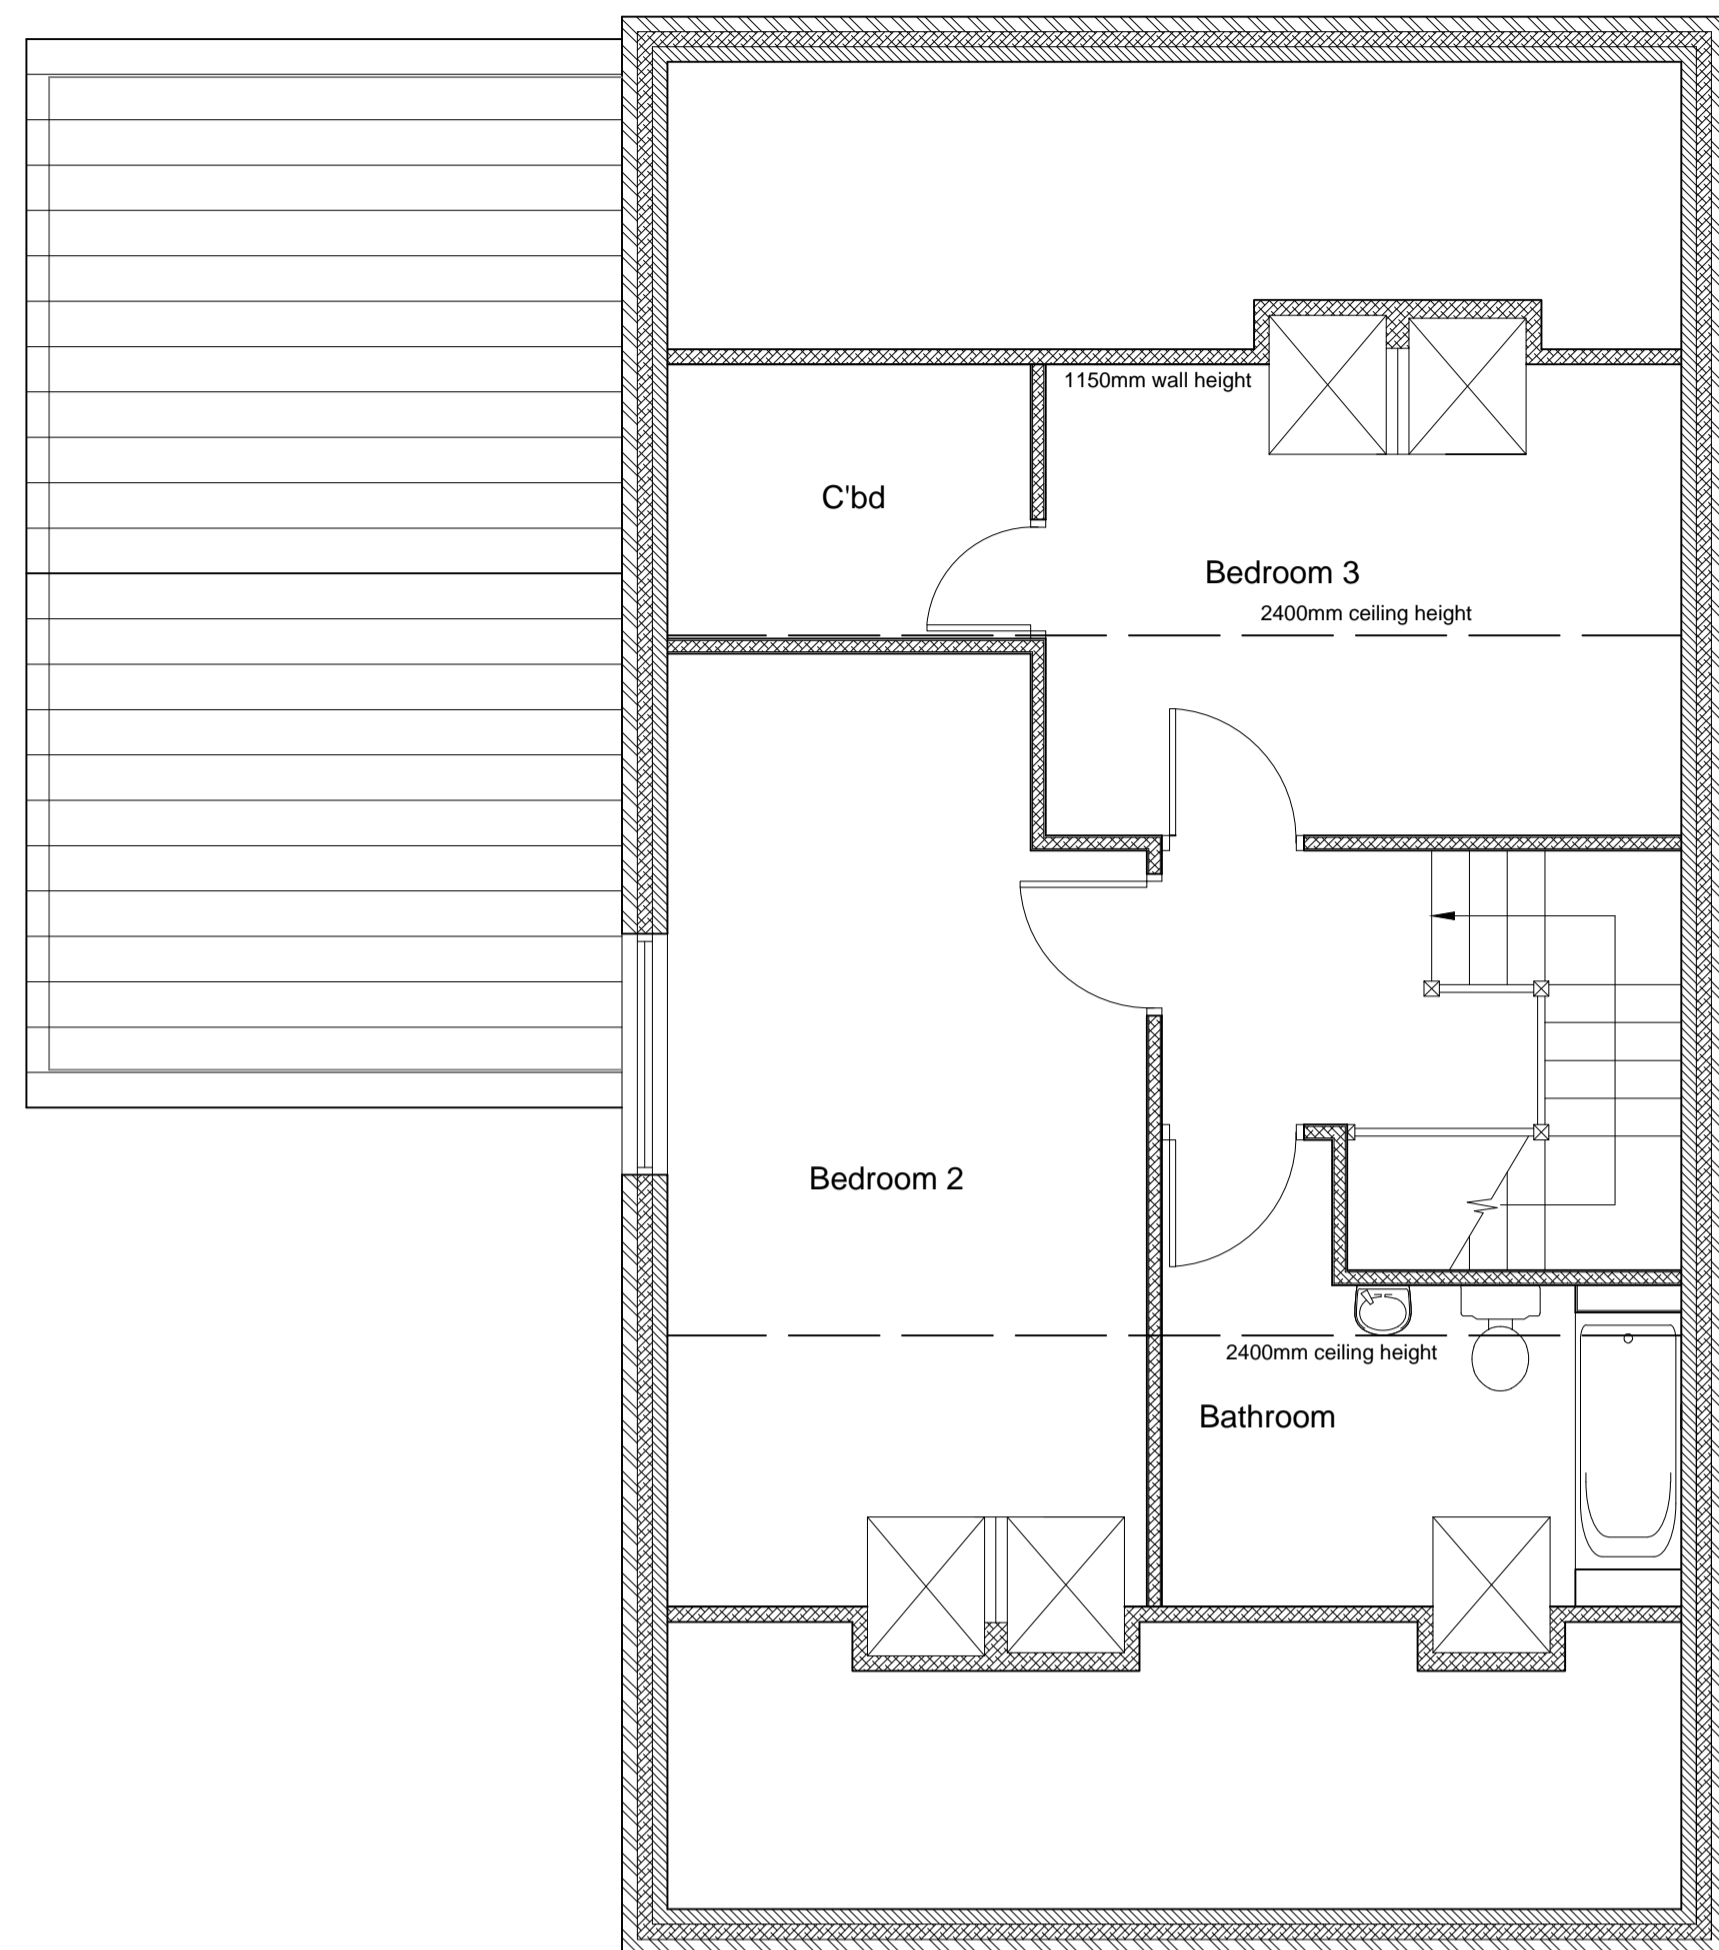 1150mm wall height
C'bd
Bedroom 3
2400mm ceiling height
Bedroom 2
2400mm ceiling height
Bathroom